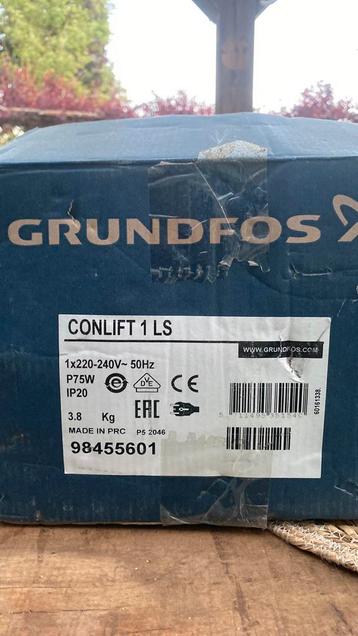 GRUNDFOS
CONLIFT 1 LS
WWW.GRUNDFOS.COM
1x220-240V~ 50Hz
P75W
IP20
3.8 Kg
MADE IN PRC P5 2046
98455601
60161338.